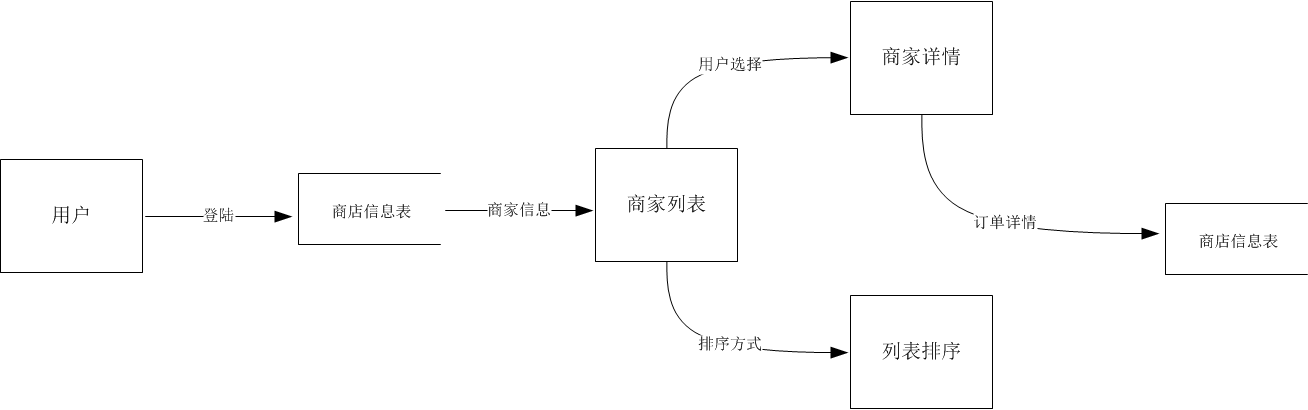 用户
登陆
商店信息表
商家信息
商家列表
用户选择
商家详情
订单详情
商店信息表
排序方式
列表排序